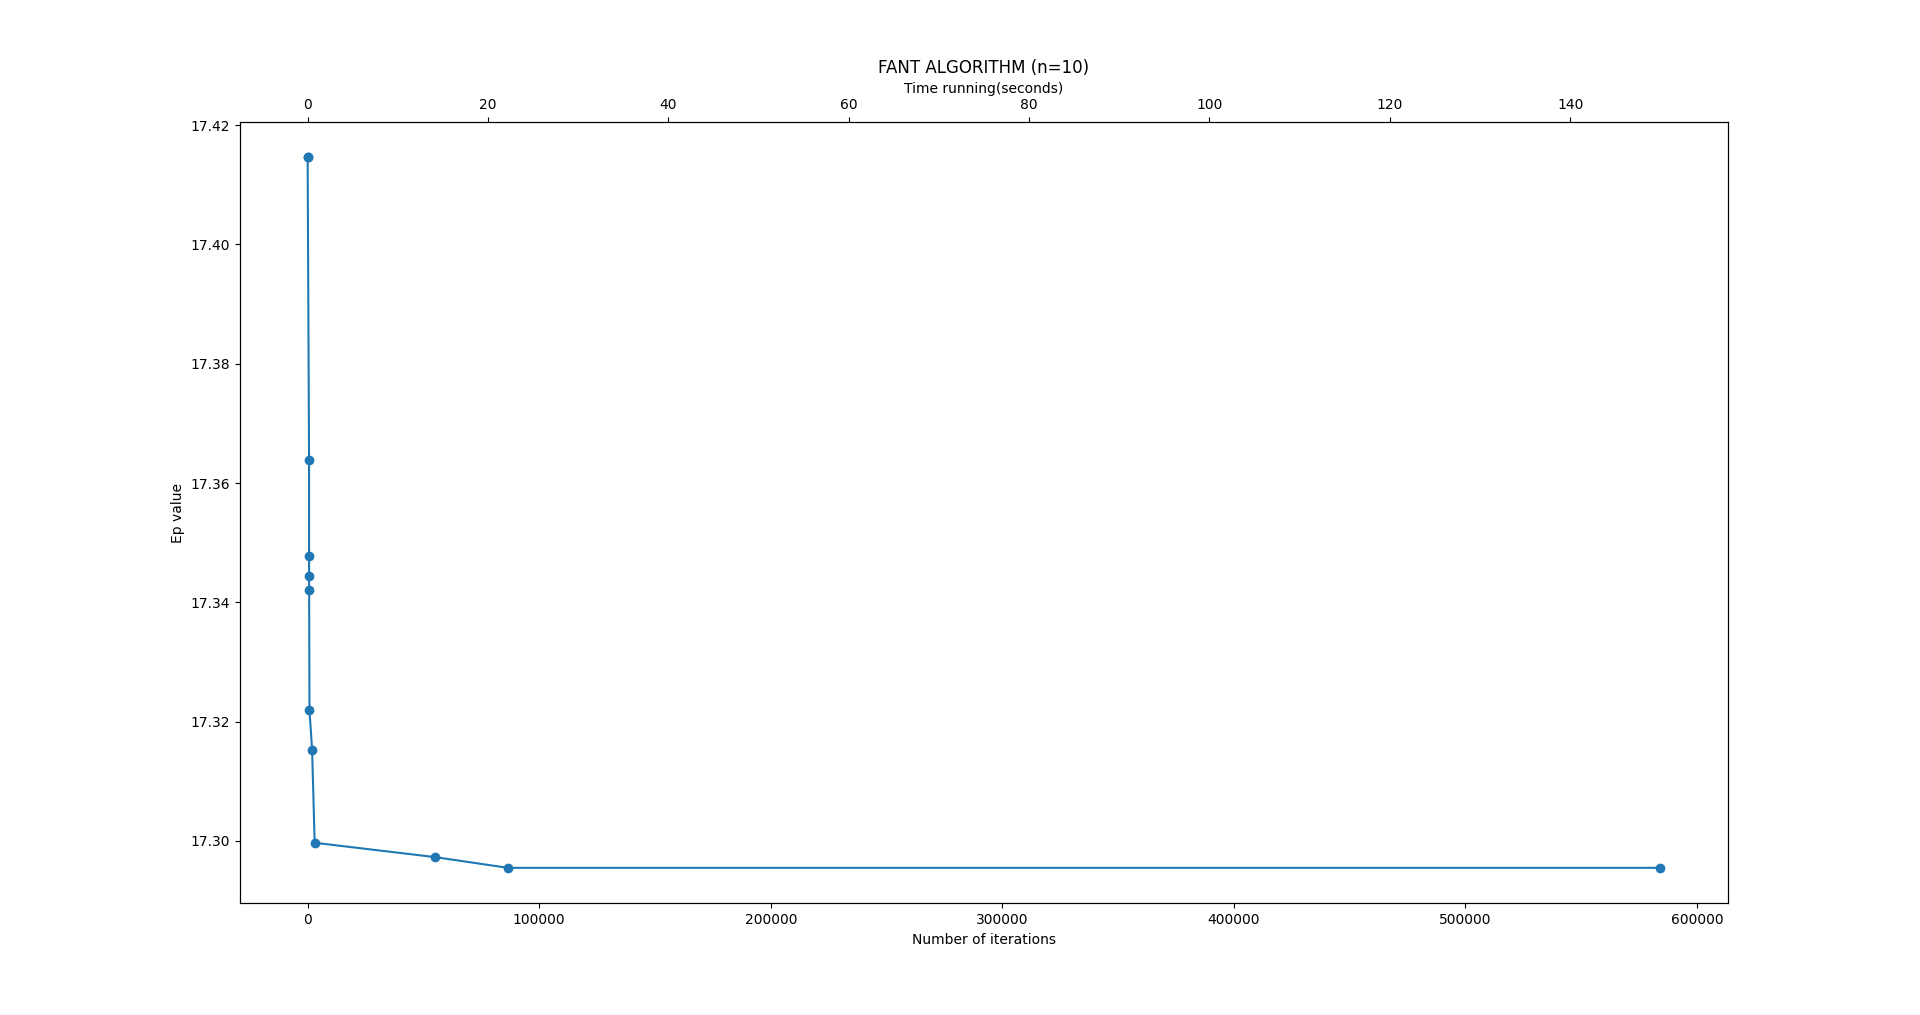 FANT ALGORITHM (n=10)
Time running(seconds)
0 20 40 60 80 100 120 140
17.42
17.40
17.38
17.36
17.34
17.32
17.30
Ep value
0 100000 200000 300000 400000 500000 600000
Number of iterations